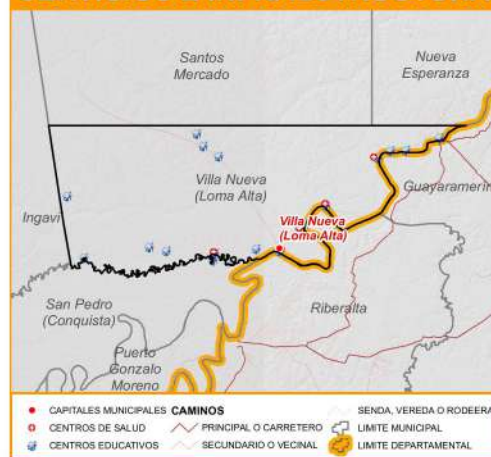 Santos
Mercado
Nueva
Esperanza
Villa Nueva
(Loma Alta)
Guayaramerín
Ingavi
Villa Nueva
(Loma Alta)
San Pedro
(Conquista)
Riberalta
Puerto
Gonzalo
Moreno
CAPITALES MUNICIPALES
CAMINOS
SENDA, VEREDA O RODERA
CENTROS DE SALUD
PRINCIPAL O CARRETERO
LIMITE MUNICIPAL
CENTROS EDUCATIVOS
SECUNDARIO O VECINAL
LIMITE DEPARTAMENTAL